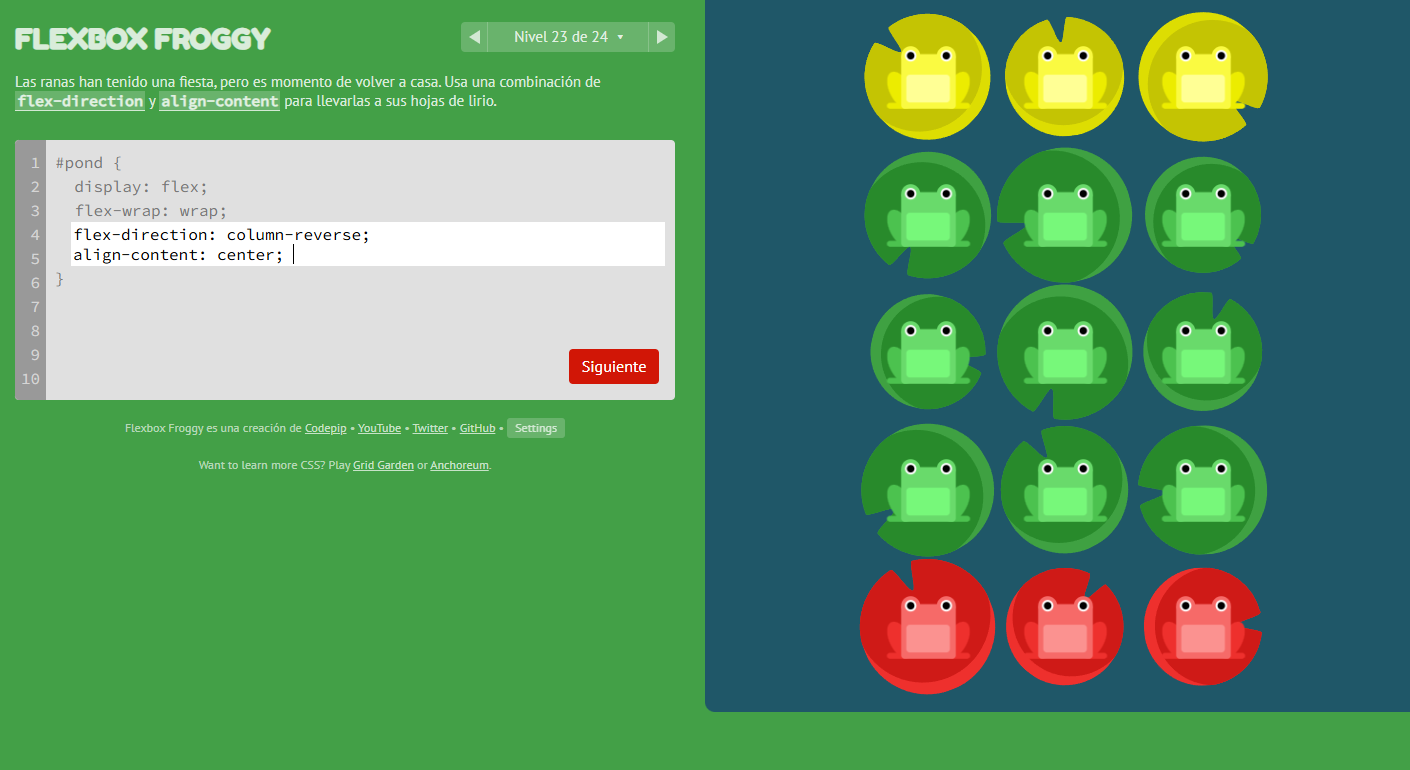 FLEXBOX FROGGY
Nivel 23 de 24
Las ranas han tenido una fiesta, pero es momento de volver a casa. Usa una combinación de
flex-direction y align-content para llevarlas a sus hojas de lirio.
1 #pond {
2 display: flex;
3 flex-wrap: wrap;
4 flex-direction: column-reverse;
5 align-content: center;
6 }
7
8
9
10
Siguiente
Flexbox Froggy es una creación de Codepip • YouTube • Twitter • GitHub • Settings
Want to learn more CSS? Play Grid Garden or Anchoreum.